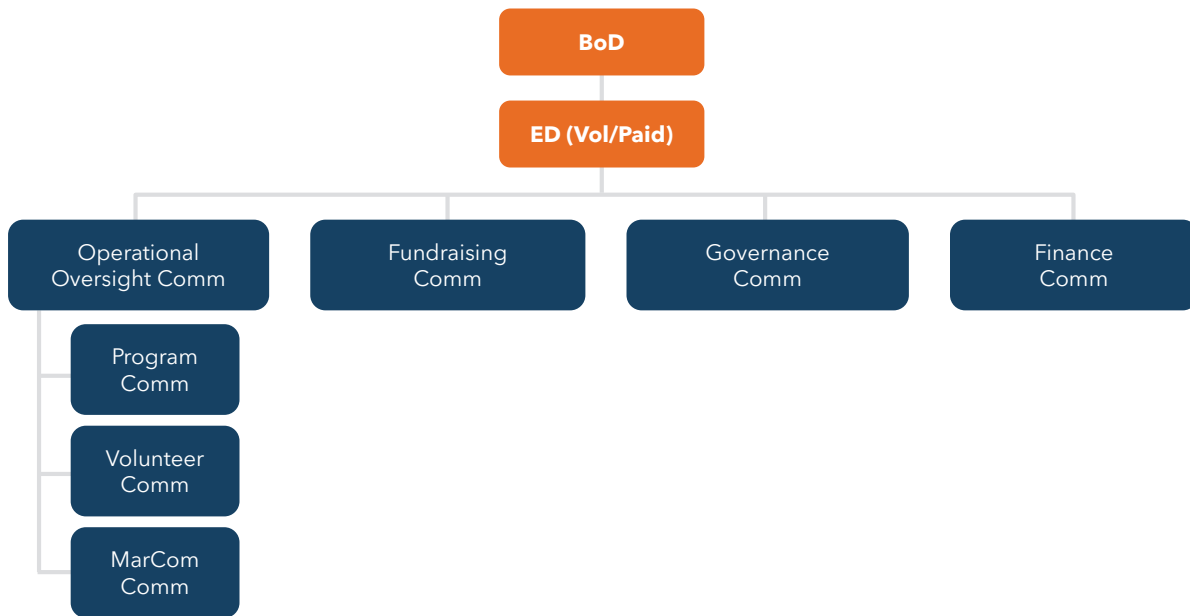 BoD
ED (Vol/Paid)
Operational
Oversight Comm
Fundraising
Comm
Governance
Comm
Finance
Comm
Program
Comm
Volunteer
Comm
MarCom
Comm